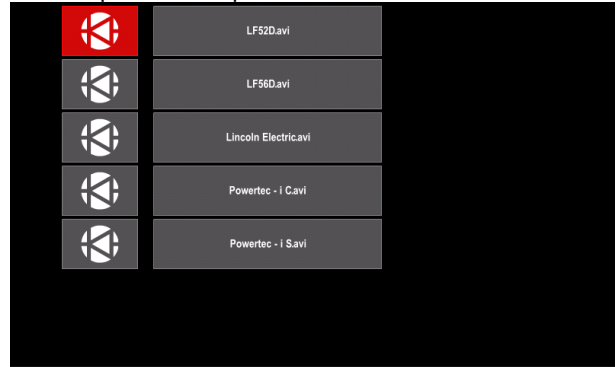 LF52D.avi
LF56D.avi
Lincoln Electric.avi
Powertec - i C.avi
Powertec - i S.avi